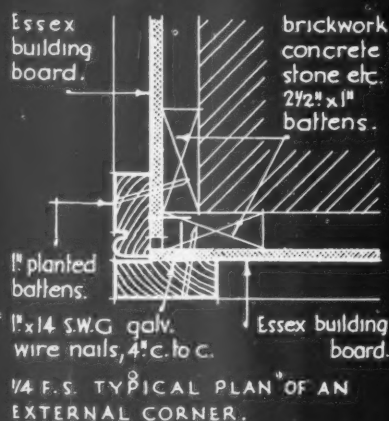 Essex
building
board.
brickwork
concrete
stone etc.
2½" x 1"
battens.
1" planted
battens.
1" x 14 S.W.G galv.
wire nails, 4" c. to c.
Essex building
board.
¼ F.S. TYPICAL PLAN OF AN
EXTERNAL CORNER.